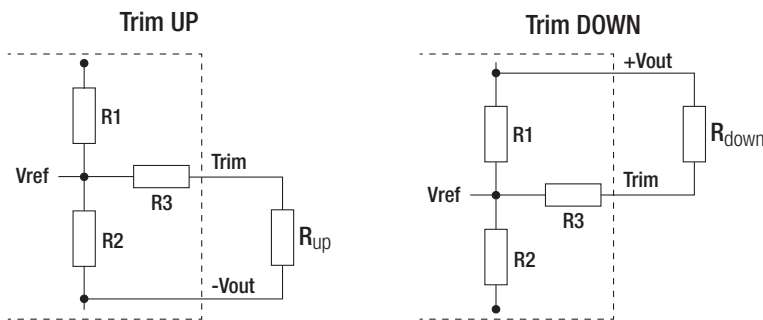 Trim UP
R1
Vref
Trim
R3
R2
Rup
-Vout
Trim DOWN
+Vout
R1
Rdown
Vref
Trim
R3
R2